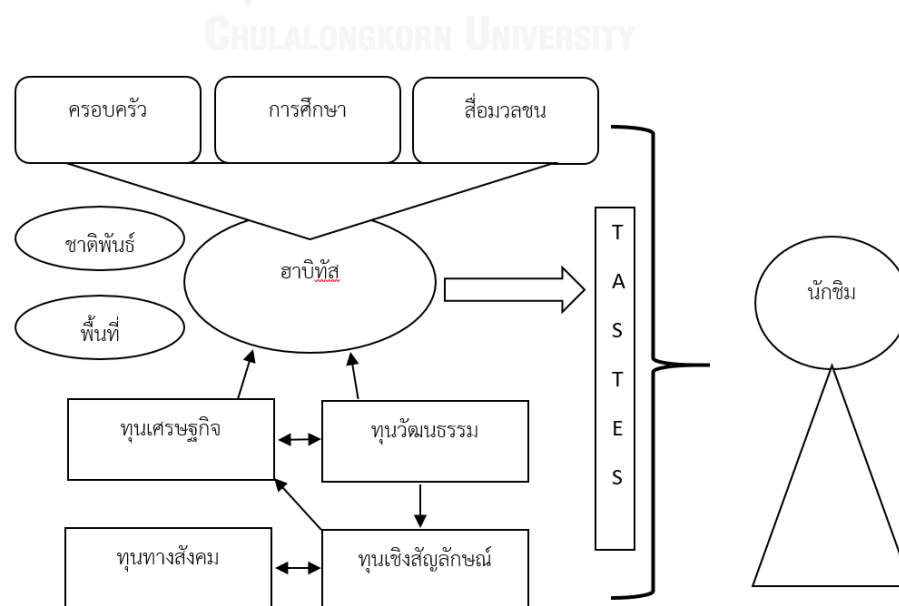 CHULALONGKORN UNIVERSITY
ครอบครัว
การศึกษา
สื่อมวลชน
ชาติพันธ์
ฮาบิทัส
พื้นที่
T
A
S
T
E
S
นักชิม
ทุนเศรษฐกิจ
ทุนวัฒนธรรม
ทุนทางสังคม
ทุนเชิงสัญลักษณ์